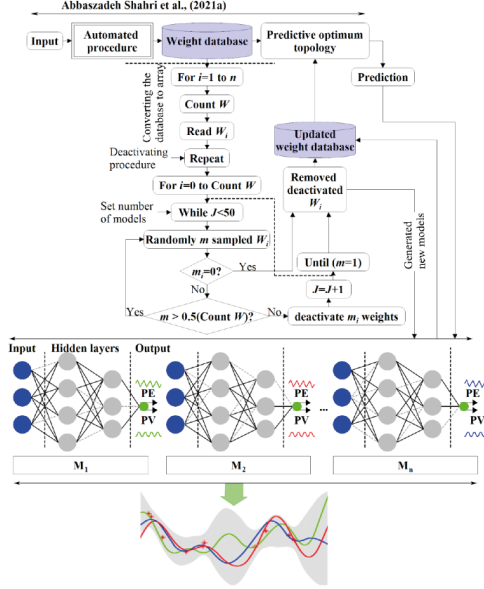 Abbaszadeh Shahri et al., (2021a)
Input
Automated
procedure
Weight database
Predictive optimum
topology
Prediction
Converting the
database to array
For i=1 to n
Count W
Read Wi
Deactivating
procedure
Repeat
Updated
weight database
For i=0 to Count W
Removed
deactivated
Wi
Set number
of models
While J<50
Randomly m sampled Wi
Generated
new models
mi=0?
Yes
Until (m=1)
No
J=J+1
Yes
m > 0.5(Count W)?
No
deactivate mi weights
Input
Hidden layers
Output
PE
PV
PE
PV
...
PE
PV
M1
M2
Mn